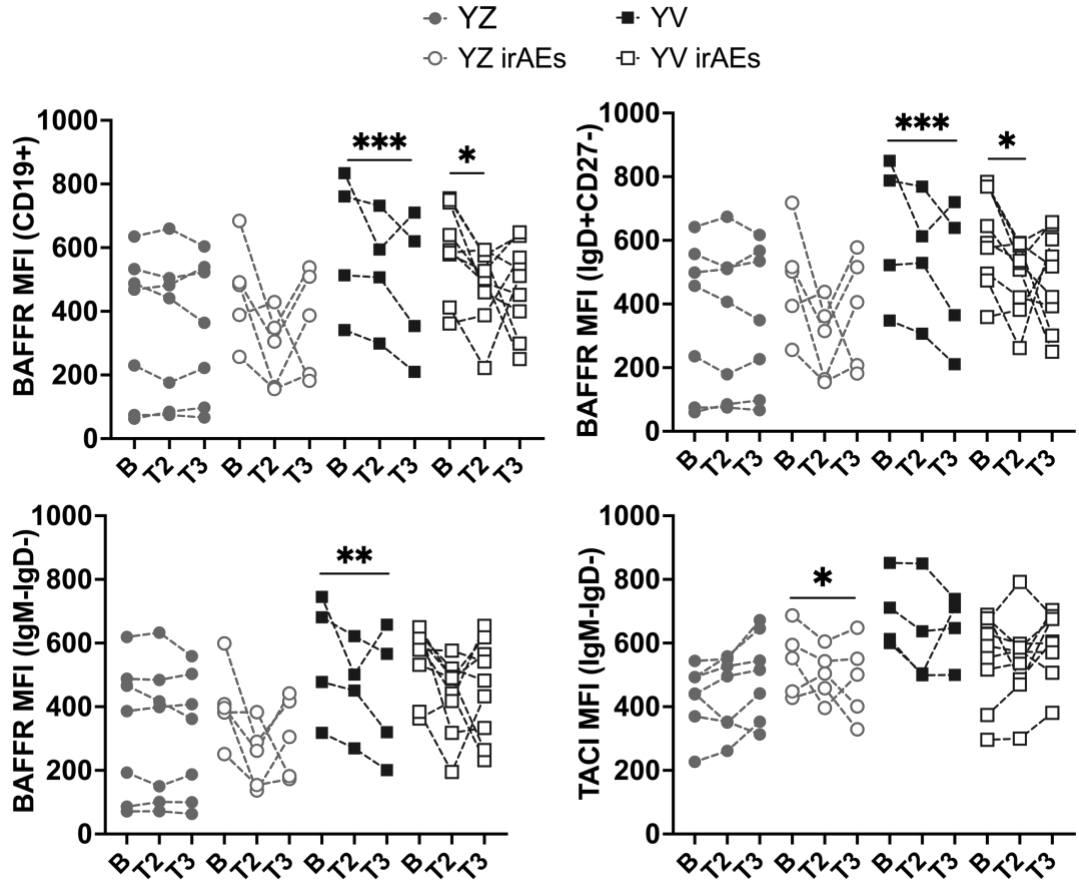 YZ YV
YZ irAEs YV irAEs
BAFFR MFI (CD19+)
1000
800
600
400
200
0
*** *
B T2 T3 B T2 T3 B T2 T3 B T2 T3
BAFFR MFI (IgD+CD27-)
1000
800
600
400
200
0
*** *
B T2 T3 B T2 T3 B T2 T3 B T2 T3
BAFFR MFI (IgM-IgD-)
1000
800
600
400
200
0
**
B T2 T3 B T2 T3 B T2 T3 B T2 T3
TACI MFI (IgM-IgD-)
1000
800
600
400
200
0
*
B T2 T3 B T2 T3 B T2 T3 B T2 T3